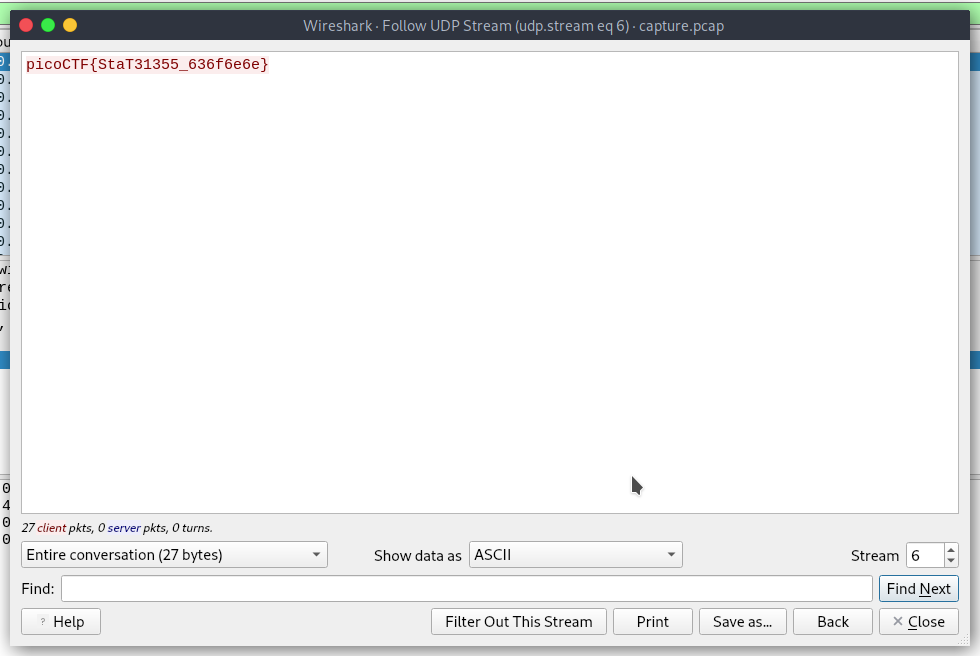 Wireshark · Follow UDP Stream (udp.stream eq 6) · capture.pcap
picoCTF{StaT31355_636f6e6e}
27 client pkts, 0 server pkts, 0 turns.
Entire conversation (27 bytes) Show data as ASCII Stream 6
Find: Find Next
? Help Filter Out This Stream Print Save as... Back × Close